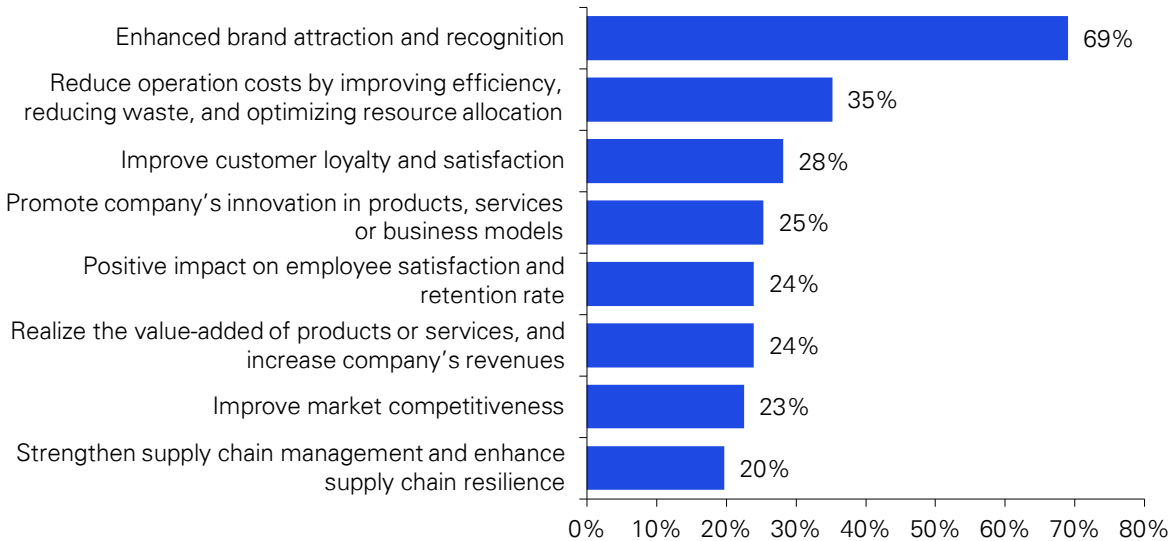 Enhanced brand attraction and recognition
69%
Reduce operation costs by improving efficiency,
reducing waste, and optimizing resource allocation
35%
Improve customer loyalty and satisfaction
28%
Promote company's innovation in products, services
or business models
25%
Positive impact on employee satisfaction and
retention rate
24%
Realize the value-added of products or services, and
increase company's revenues
24%
Improve market competitiveness
23%
Strengthen supply chain management and enhance
supply chain resilience
20%
0% 10% 20% 30% 40% 50% 60% 70% 80%